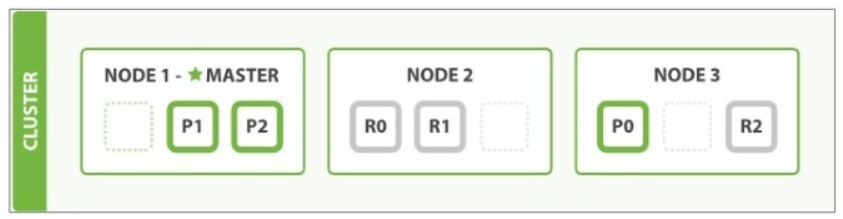 CLUSTER
NODE 1 - ★ MASTER
P1 P2
NODE 2
R0 R1
NODE 3
P0 R2